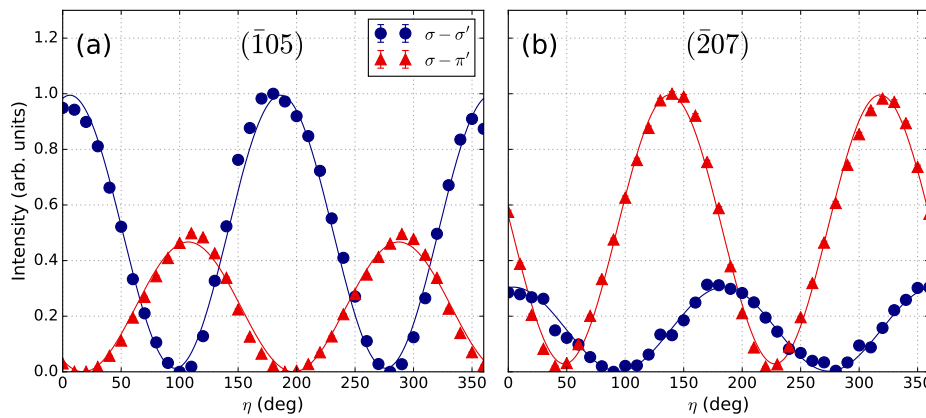 (a)
(1̄05)
σ − σ′
σ − π′
(b)
(2̄07)
Intensity (arb. units)
1.2
1.0
0.8
0.6
0.4
0.2
0.0
0 50 100 150 200 250 300 350
0 50 100 150 200 250 300 360
η (deg)
η (deg)